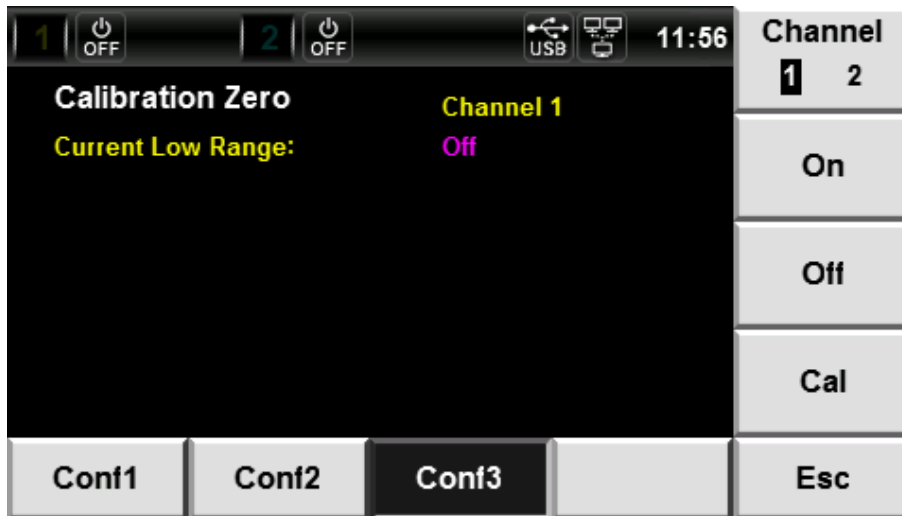 1 OFF 2 OFF USB 11:56
Channel
1 2
Calibration Zero
Channel 1
Current Low Range: Off
On
Off
Cal
Conf1 Conf2 Conf3 Esc